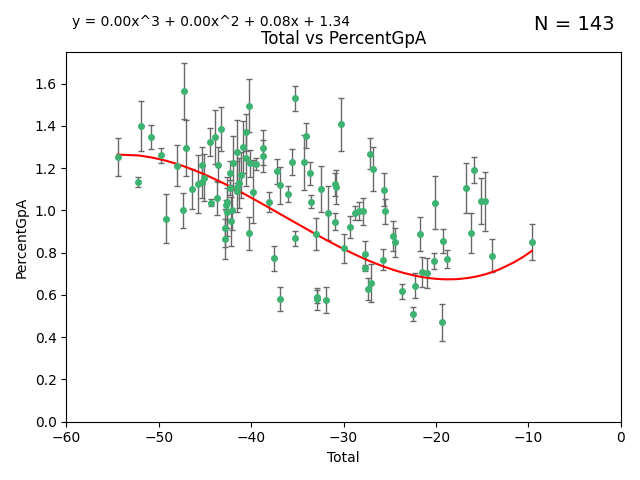 y = 0.00x^3 + 0.00x^2 + 0.08x + 1.34
N = 143
Total vs PercentGpA
1.6
1.4
1.2
1.0
0.8
0.6
0.4
0.2
0.0
PercentGpA
−60 −50 −40 −30 −20 −10 0
Total